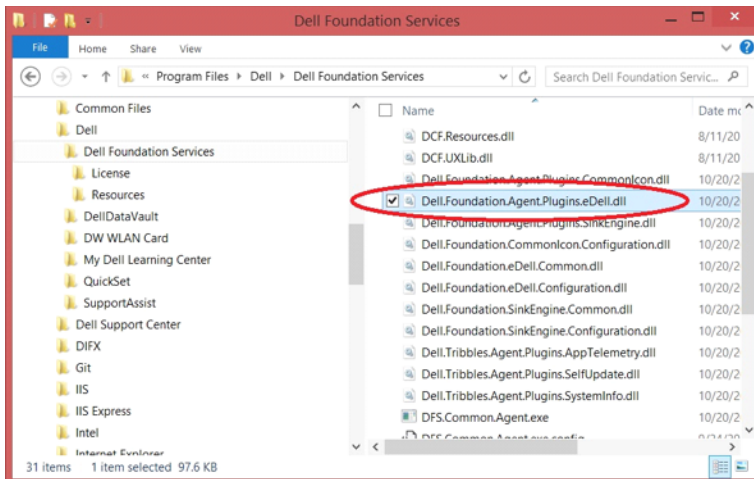 Dell Foundation Services
File Home Share View
« Program Files Dell Dell Foundation Services Search Dell Foundation Servic...
Common Files
Dell
Dell Foundation Services
License
Resources
DellDataVault
DW WLAN Card
My Dell Learning Center
QuickSet
SupportAssist
Dell Support Center
DIFX
Git
IIS
IIS Express
Intel
Internet Explorer
Name Date mo
DCF.Resources.dll 8/11/20
DCF.UXLib.dll 8/11/20
Dell.Foundation.Agent.Plugins.CommonIcon.dll 10/20/2
Dell.Foundation.Agent.Plugins.eDell.dll 10/20/2
Dell.Foundation.Agent.Plugins.SinkEngine.dll 10/20/2
Dell.Foundation.CommonIcon.Configuration.dll 10/20/2
Dell.Foundation.eDell.Common.dll 10/20/2
Dell.Foundation.eDell.Configuration.dll 10/20/2
Dell.Foundation.SinkEngine.Common.dll 10/20/2
Dell.Foundation.SinkEngine.Configuration.dll 10/20/2
Dell.Tribbles.Agent.Plugins.AppTelemetry.dll 10/20/2
Dell.Tribbles.Agent.Plugins.SelfUpdate.dll 10/20/2
Dell.Tribbles.Agent.Plugins.SystemInfo.dll 10/20/2
DFS.Common.Agent.exe 10/20/2
DFS.Common.Agent.exe.config
31 items 1 item selected 97.6 KB